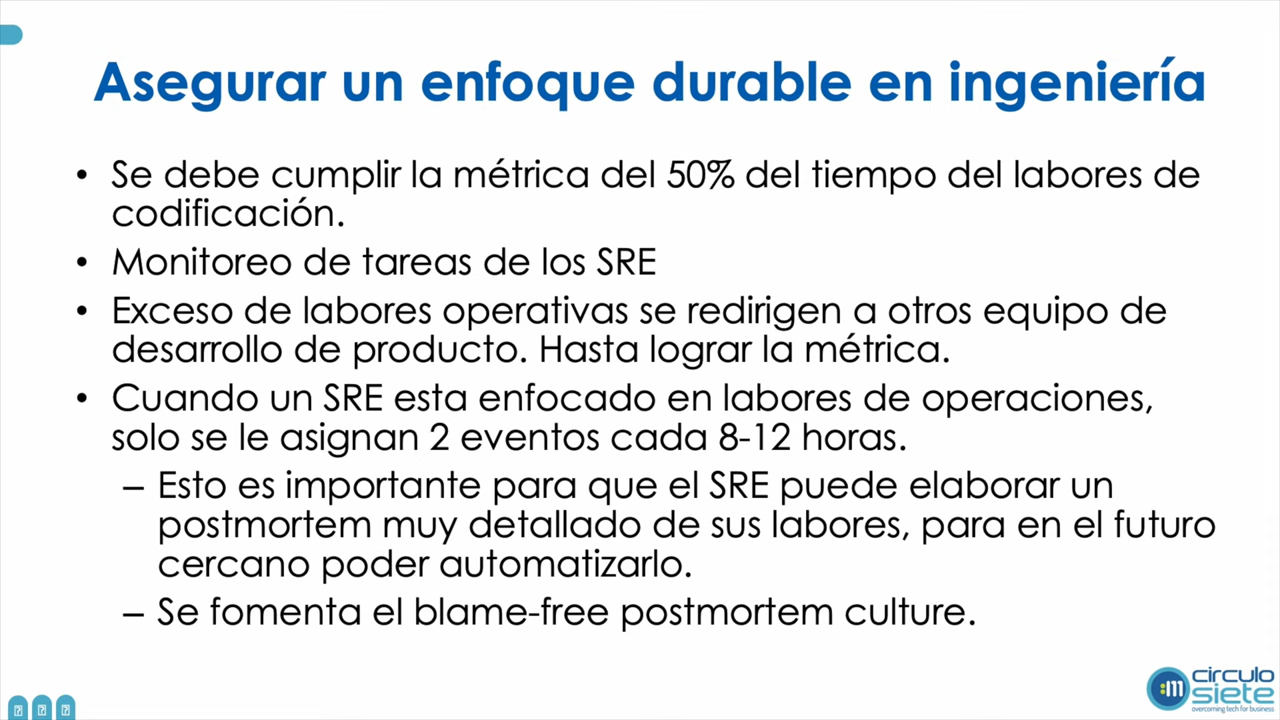 Asegurar un enfoque durable en ingeniería
• Se debe cumplir la métrica del 50% del tiempo del labores de
codificación.
• Monitoreo de tareas de los SRE
• Exceso de labores operativas se redirigen a otros equipo de
desarrollo de producto. Hasta lograr la métrica.
• Cuando un SRE esta enfocado en labores de operaciones,
solo se le asignan 2 eventos cada 8-12 horas.
– Esto es importante para que el SRE puede elaborar un
postmortem muy detallado de sus labores, para en el futuro
cercano poder automatizarlo.
– Se fomenta el blame-free postmortem culture.
:m circulo
siete
overcoming tech for business